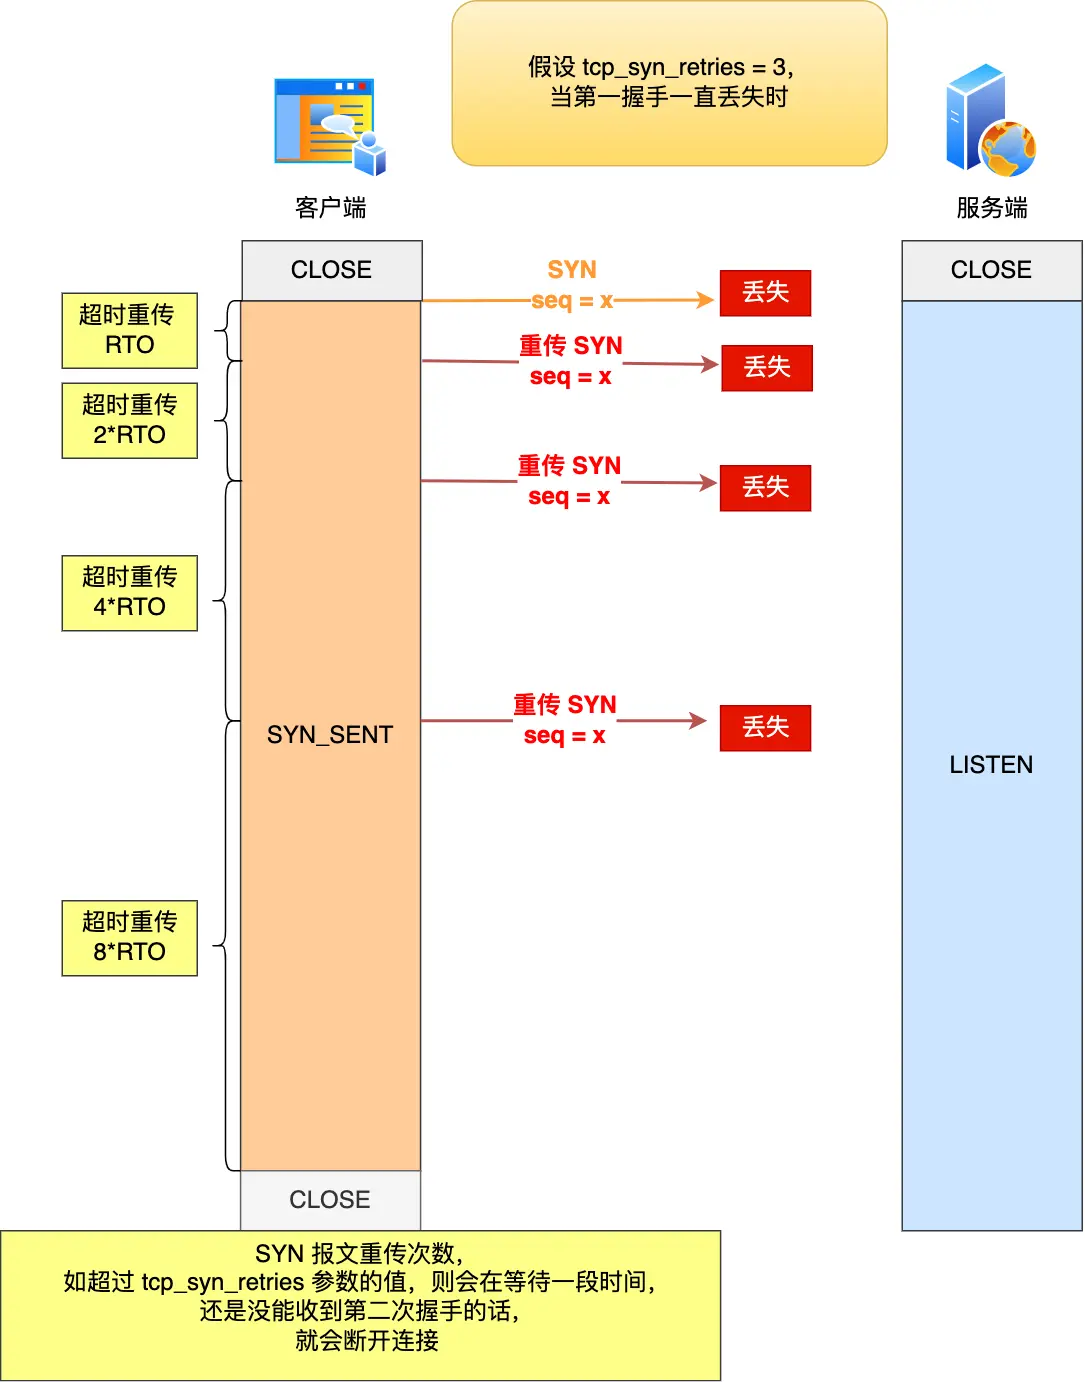 假设 tcp_syn_retries = 3,
当第一握手一直丢失时
客户端
服务端
CLOSE
CLOSE
SYN
seq = x
丢失
超时重传
RTO
重传 SYN
seq = x
丢失
超时重传
2*RTO
重传 SYN
seq = x
丢失
超时重传
4*RTO
重传 SYN
seq = x
丢失
SYN_SENT
LISTEN
超时重传
8*RTO
CLOSE
SYN 报文重传次数,
如超过 tcp_syn_retries 参数的值,则会在等待一段时间,
还是没能收到第二次握手的话,
就会断开连接